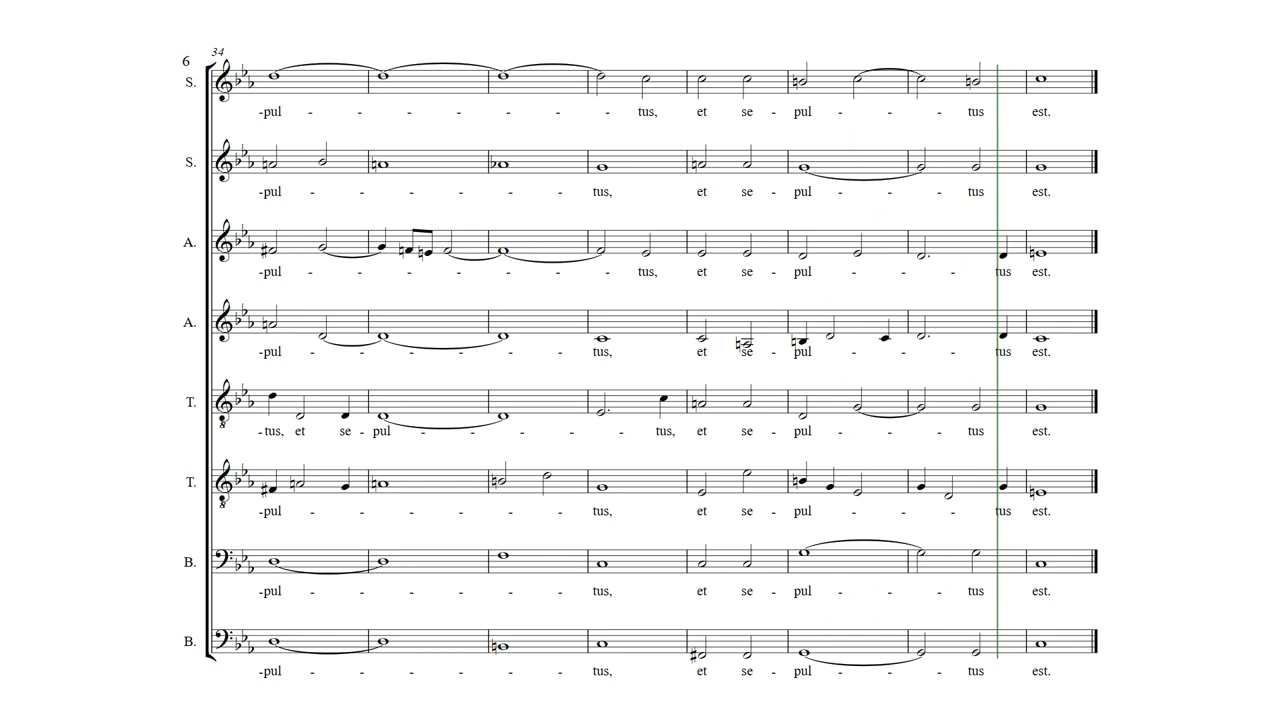 34
6
S.
-pul - - - - - - - tus, et se - pul - - - tus est.
S.
-pul - - - - - - tus, et se - pul - - - tus est.
A.
-pul - - - - - - - tus, et se - pul - - - tus est.
A.
-pul - - - - - - tus, et se - pul - - - tus est.
T.
-tus, et se - pul - - - - - tus, et se - pul - - - tus est.
T.
-pul - - - - - - tus, et se - pul - - - tus est.
B.
-pul - - - - - - tus, et se - pul - - - tus est.
B.
-pul - - - - - - tus, et se - pul - - - tus est.